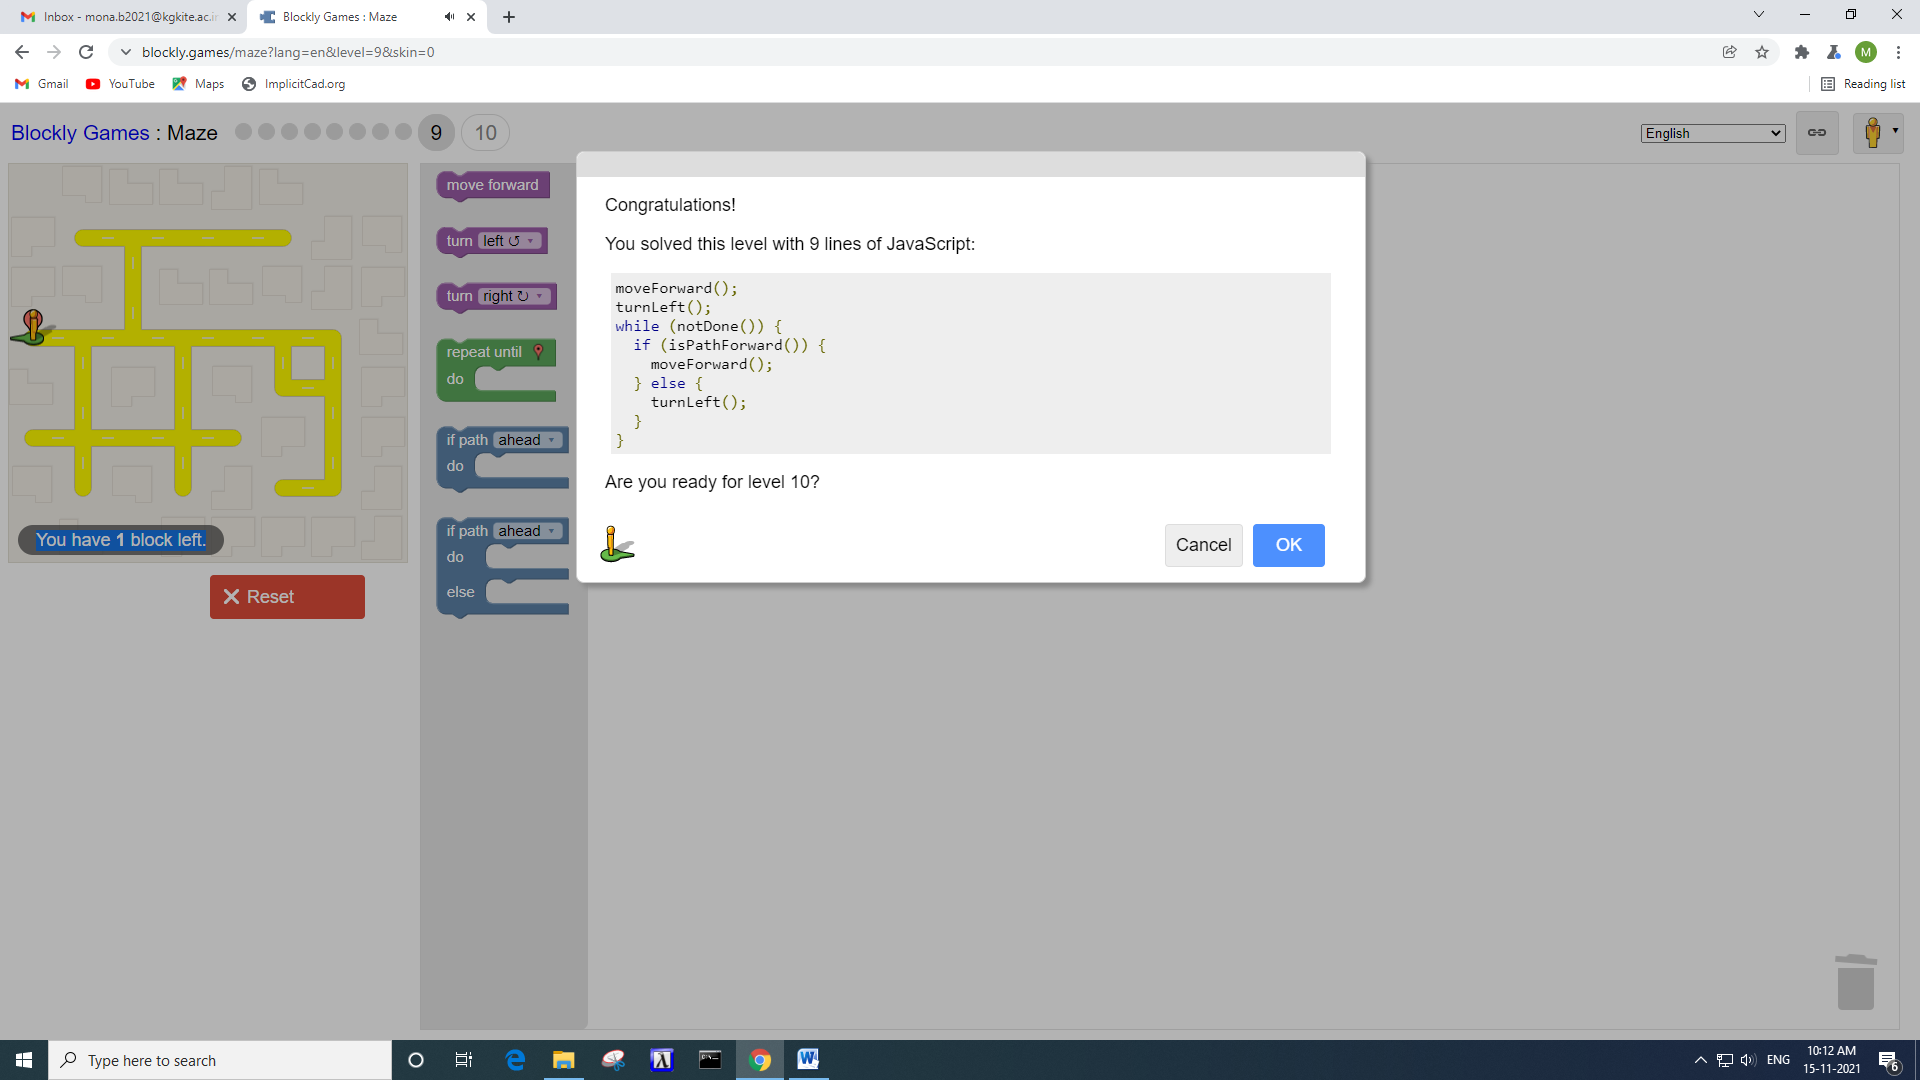 Inbox - mona.b2021@kgkite.ac.in
Blockly Games : Maze
blockly.games/maze?lang=en&level=9&skin=0
M
Gmail
YouTube
Maps
ImplicitCad.org
Reading list
Blockly Games : Maze
9
10
English
move forward
turn left ↺
turn right ↻
repeat until
do
if path ahead
do
if path ahead
do
else
You have 1 block left.
Reset
Congratulations!
You solved this level with 9 lines of JavaScript:
moveForward();
turnLeft();
while (notDone()) {
  if (isPathForward()) {
    moveForward();
  } else {
    turnLeft();
  }
}
Are you ready for level 10?
Cancel
OK
Type here to search
ENG
10:12 AM
15-11-2021
6